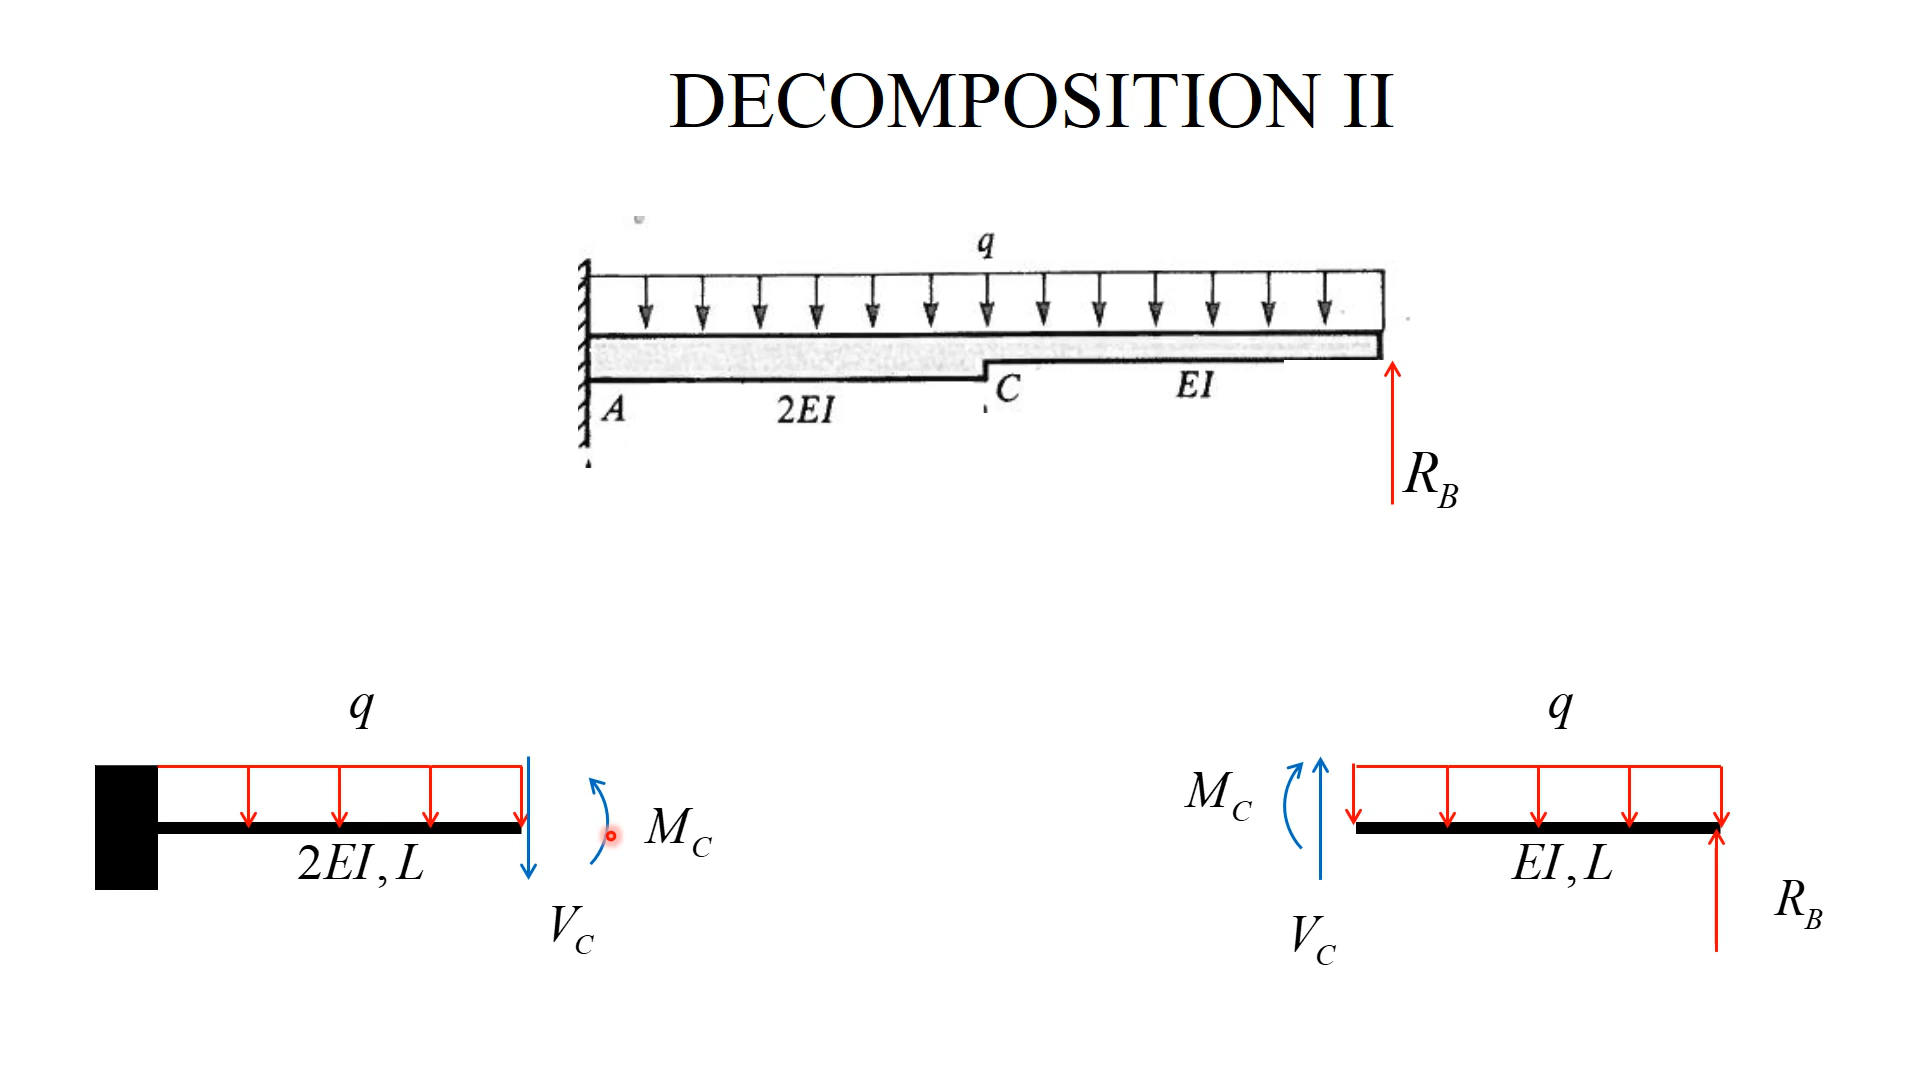 DECOMPOSITION II
q
A
2EI
C
EI
R_B
q
2EI, L
M_C
V_C
M_C
V_C
q
EI, L
R_B